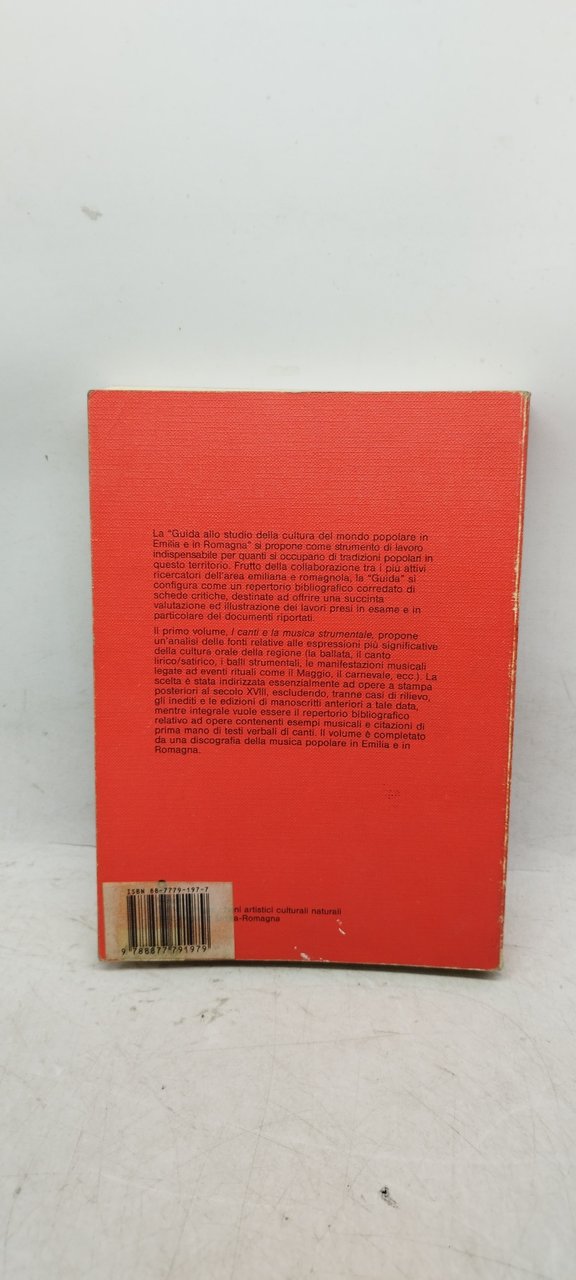 La "Guida allo studio della cultura del mondo popolare in
Emilia e in Romagna" si propone come strumento di lavoro
indispensabile per quanti si occupano di tradizioni popolari in
questo territorio. Frutto della collaborazione tra i più attivi
ricercatori dell'area emiliana e romagnola, la "Guida" si
configura come un repertorio bibliografico corredato di
schede critiche, destinate ad offrire una succinta
valutazione ed illustrazione dei lavori presi in esame e in
particolare dei documenti riportati.
Il primo volume, I canti e la musica strumentale, propone
un'analisi delle fonti relative alle espressioni più significative
della cultura orale della regione (la ballata, il canto
lirico/satirico, i balli strumentali, le manifestazioni musicali
legate ad eventi rituali come il Maggio, il carnevale, ecc.). La
scelta è stata indirizzata essenzialmente ad opere a stampa
posteriori al secolo XVIII, escludendo, tranne casi di rilievo,
gli inediti e le edizioni di manoscritti anteriori a tale data,
mentre integrale vuole essere il repertorio bibliografico
relativo ad opere contenenti esempi musicali e citazioni di
prima mano di testi verbali di canti. Il volume è completato
da una discografia della musica popolare in Emilia e in
Romagna.
ISBN 88-7779-197-7
eni artistici culturali naturali
a-Romagna
9 788877 791979